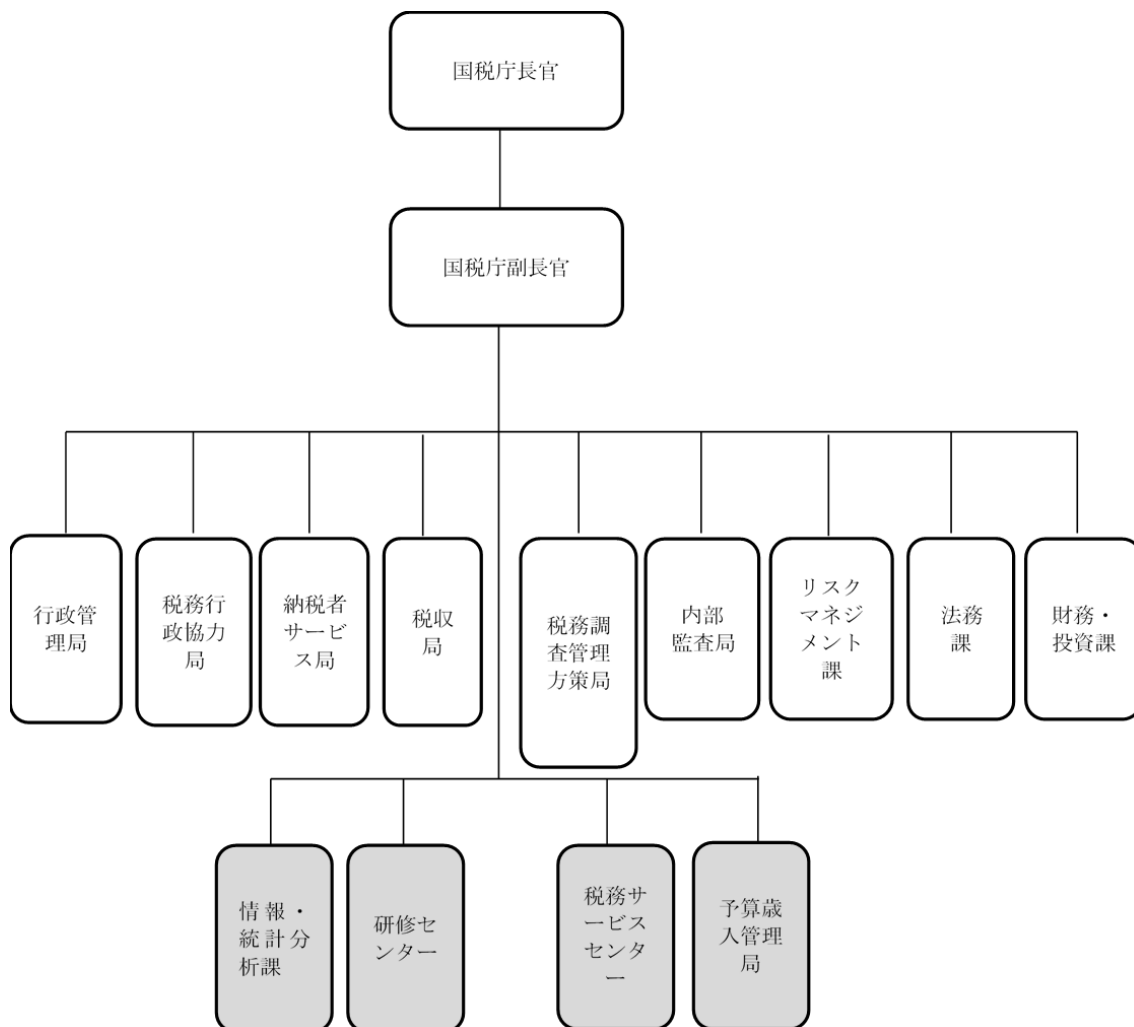 国税庁長官
国税庁副長官
行政管
理局
税務行
政協力
局
納税者
サービ
ス局
税収
局
税務調
査管理
方策局
内部
監査局
リスク
マネジ
メント
課
法務
課
財務・
投資課
情報・
統計分
析課
研修セ
ンター
税務サ
ービス
センタ
ー
予算歳
入管理
局